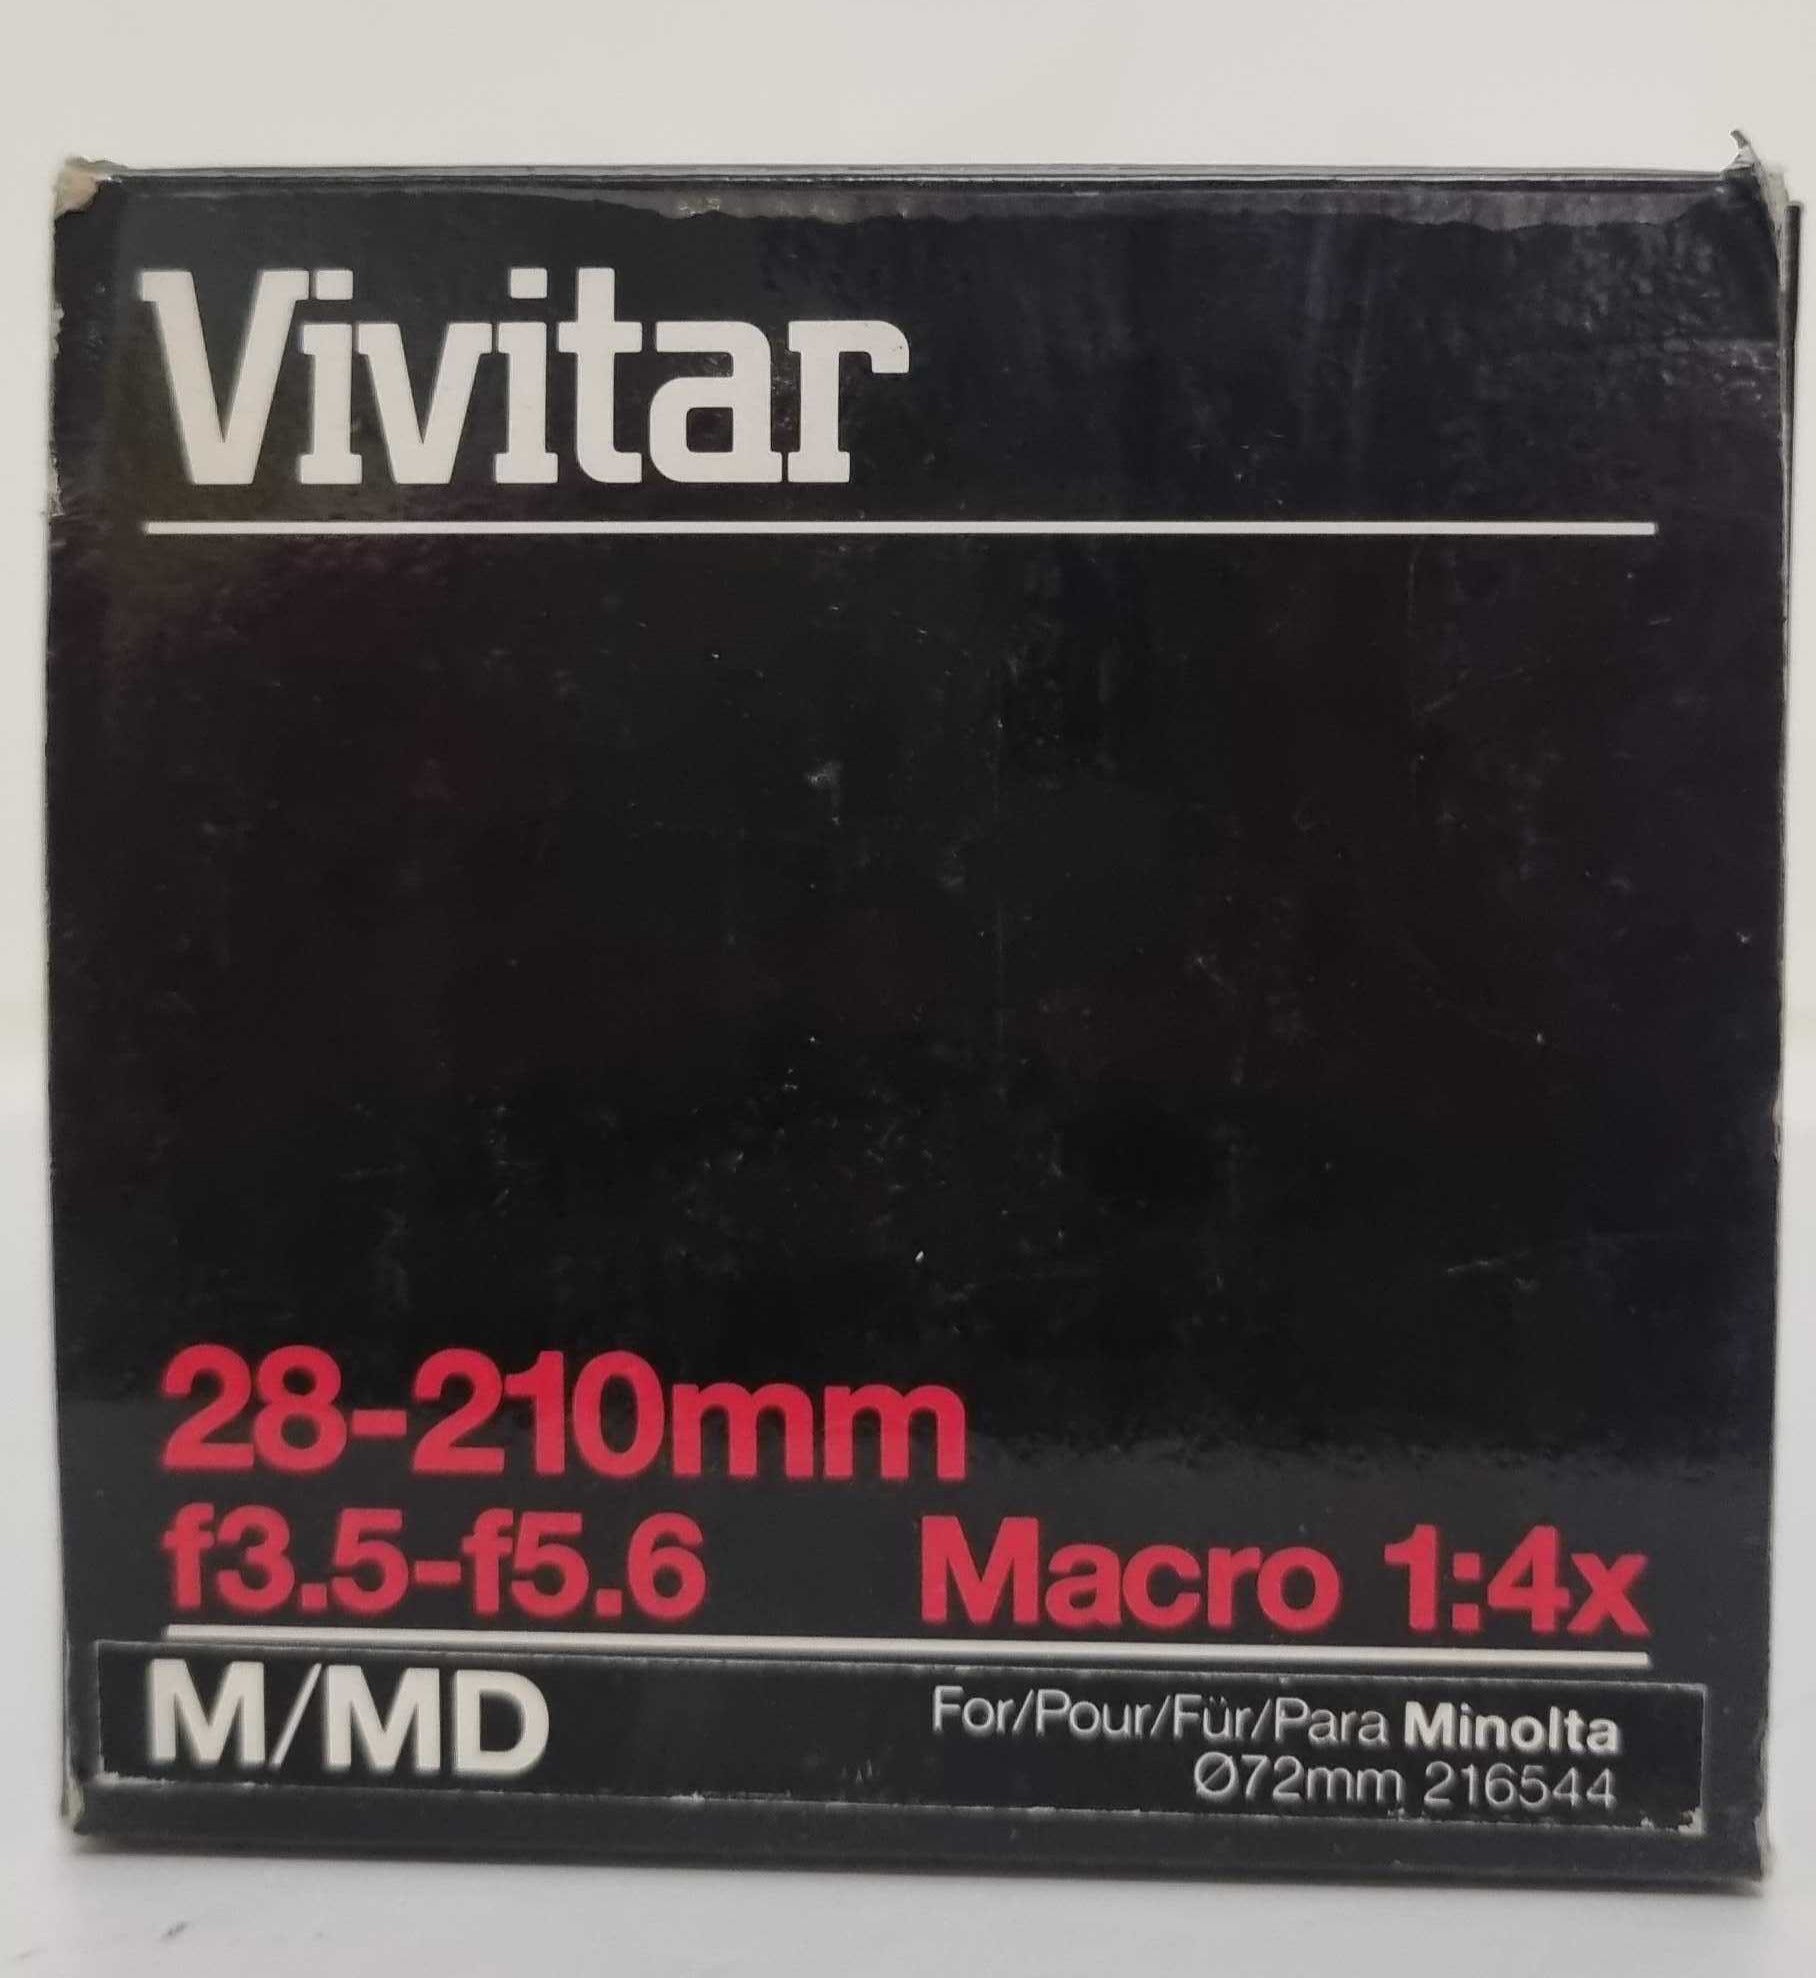 Vivitar
28-210mm
f3.5-f5.6 Macro 1:4x
M/MD For/Pour/Für/Para Minolta
Ø72mm 216544